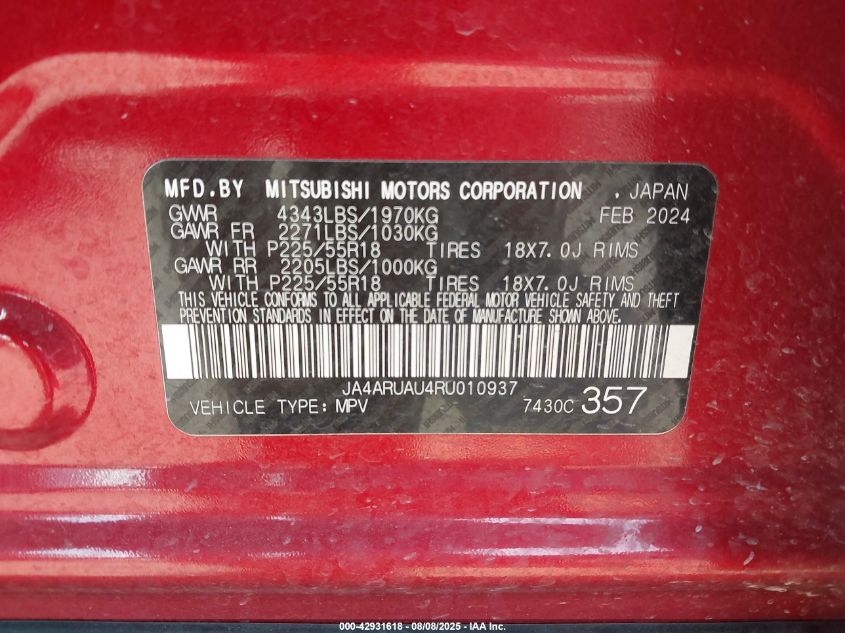 MFD.BY MITSUBISHI MOTORS CORPORATION . JAPAN
GVWR 4343LBS/1970KG FEB 2024
GAWR FR 2271LBS/1030KG
WITH P225/55R18 TIRES 18X7.0J RIMS
GAWR RR 2205LBS/1000KG
WITH P225/55R18 TIRES 18X7.0J RIMS
THIS VEHICLE CONFORMS TO ALL APPLICABLE FEDERAL MOTOR VEHICLE SAFETY AND THEFT
PREVENTION STANDARDS IN EFFECT ON THE DATE OF MANUFACTURE SHOWN ABOVE.
JA4ARUAU4RU010937
VEHICLE TYPE: MPV 7430C 357
000-42931618 - 08/08/2025 - © IAA Inc.